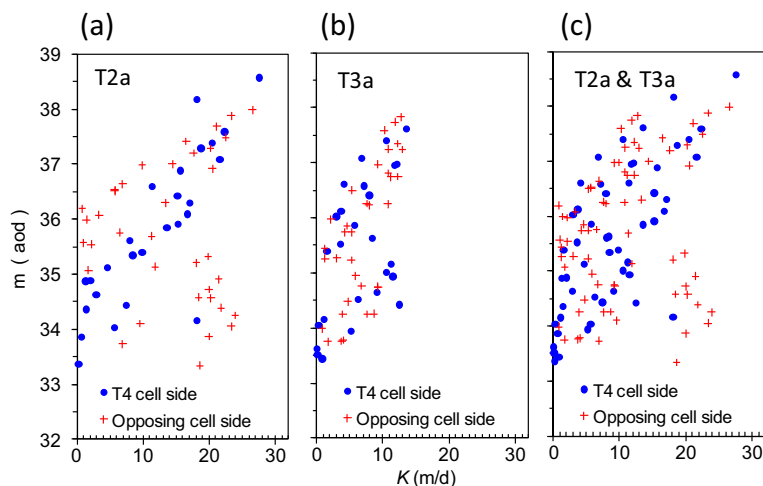 (a) (b) (c)
T2a T3a T2a & T3a
39
38
37
36
35
34
33
32
m ( aod )
T4 cell side T4 cell side T4 cell side
Opposing cell side Opposing cell side Opposing cell side
0 10 20 30 0 10 20 30 0 10 20 30
K (m/d)